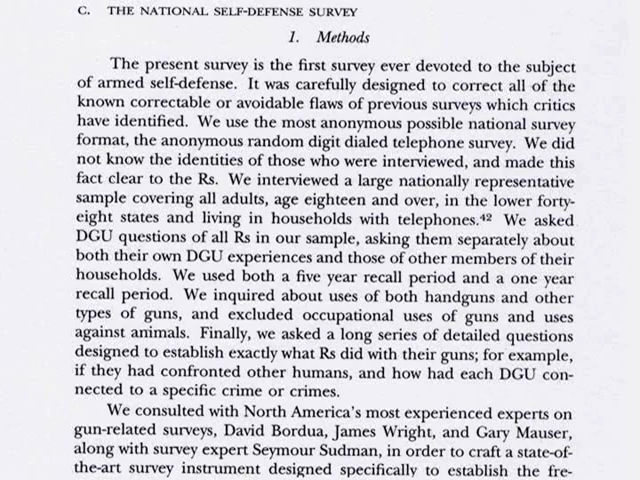 C. THE NATIONAL SELF-DEFENSE SURVEY
1. Methods
The present survey is the first survey ever devoted to the subject
of armed self-defense. It was carefully designed to correct all of the
known correctable or avoidable flaws of previous surveys which critics
have identified. We use the most anonymous possible national survey
format, the anonymous random digit dialed telephone survey. We did
not know the identities of those who were interviewed, and made this
fact clear to the Rs. We interviewed a large nationally representative
sample covering all adults, age eighteen and over, in the lower forty-
eight states and living in households with telephones.42 We asked
DGU questions of all Rs in our sample, asking them separately about
both their own DGU experiences and those of other members of their
households. We used both a five year recall period and a one year
recall period. We inquired about uses of both handguns and other
types of guns, and excluded occupational uses of guns and uses
against animals. Finally, we asked a long series of detailed questions
designed to establish exactly what Rs did with their guns; for example,
if they had confronted other humans, and how had each DGU con-
nected to a specific crime or crimes.
We consulted with North America's most experienced experts on
gun-related surveys, David Bordua, James Wright, and Gary Mauser,
along with survey expert Seymour Sudman, in order to craft a state-of-
the-art survey instrument designed specifically to establish the fre-